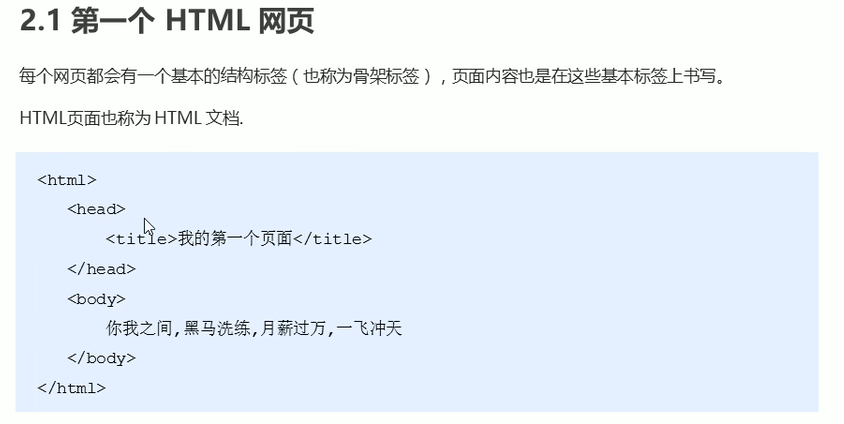 2.1 第一个 HTML 网页
每个网页都会有一个基本的结构标签（也称为骨架标签），页面内容也是在这些基本标签上书写。
HTML页面也称为 HTML 文档.
<html>
<head>
<title>我的第一个页面</title>
</head>
<body>
你我之间,黑马洗练,月薪过万,一飞冲天
</body>
</html>